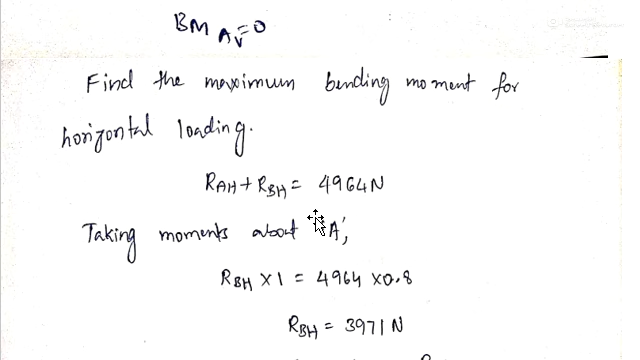 BM Av = 0
Find the maximum bending moment for
horizontal loading.
RAH + RBH = 4964N
Taking moments about 'A',
RBH X 1 = 4964 X 0.8
RBH = 3971 N